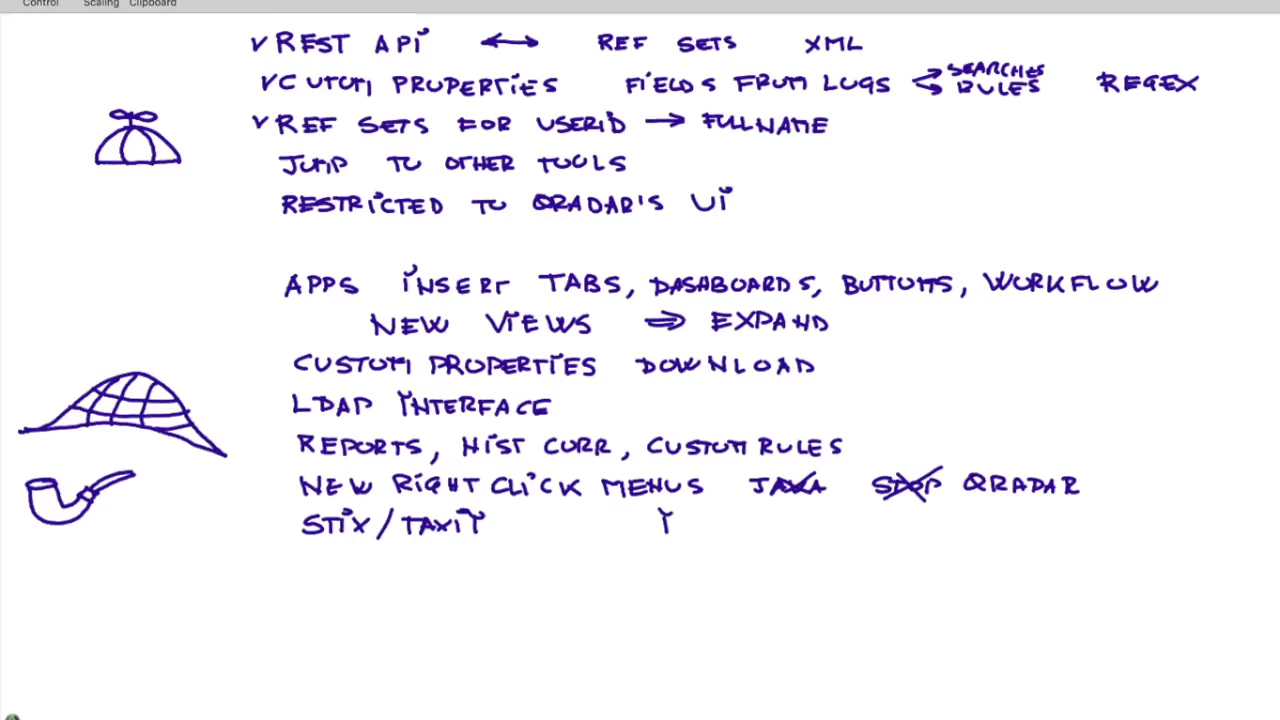 Control Scaling Clipboard
✓ REST API ↔ REF SETS XML
✓ CUTOM PROPERTIES FIELDS FROM LOGS SEARCHES RULES REGEX
✓ REF SETS FOR USERID → FULLNAME
JUMP TO OTHER TOOLS
RESTRICTED TO QRADAR'S UI
APPS INSERT TABS, DASHBOARDS, BUTTONS, WORKFLOW
NEW VIEWS ⇒ EXPAND
CUSTOM PROPERTIES DOWNLOAD
LDAP INTERFACE
REPORTS, HIST CURR, CUSTOM RULES
NEW RIGHT CLICK MENUS JAVA STOP QRADAR
STIX / TAXII I